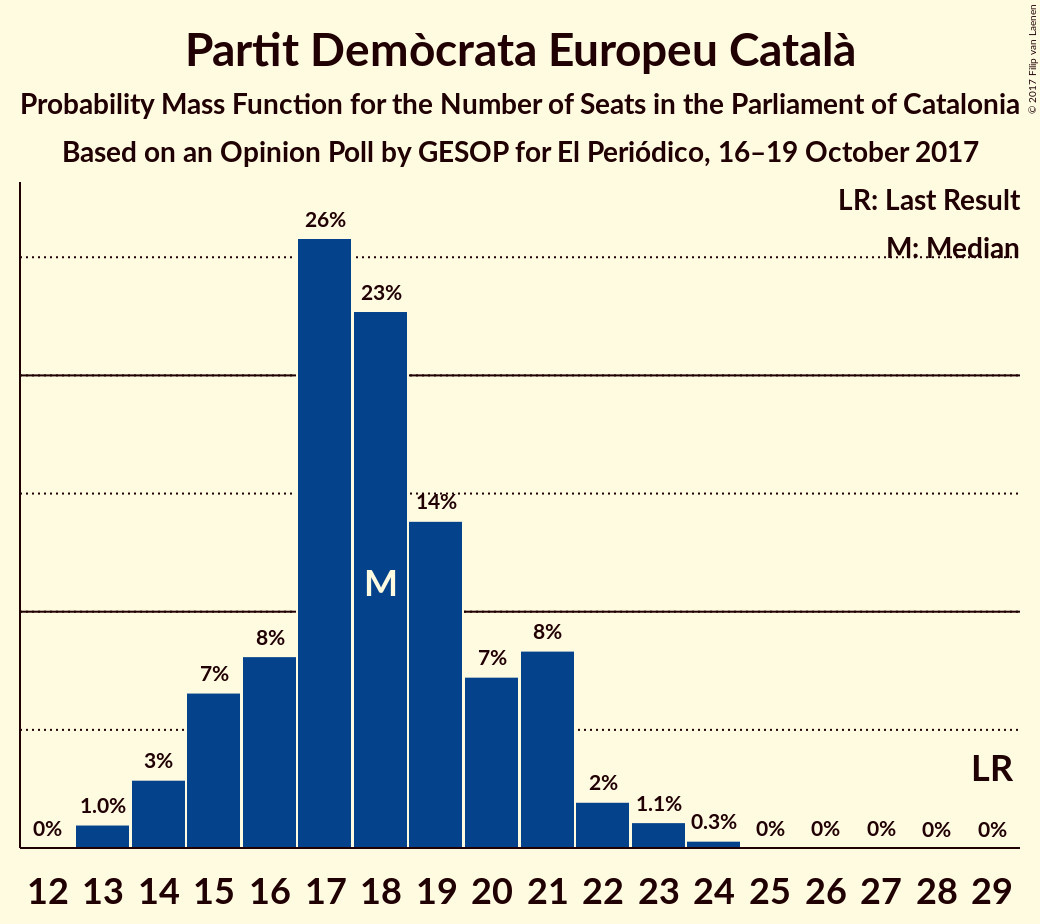 Partit Demòcrata Europeu Català
Probability Mass Function for the Number of Seats in the Parliament of Catalonia
Based on an Opinion Poll by GESOP for El Periódico, 16–19 October 2017
© 2017 Filip van Laenen
LR: Last Result
M: Median
26%
23%
14%
8%
8%
7%
7%
3%
2%
1.0%
1.1%
0.3%
0%
0%
0%
0%
0%
0%
M
LR
12 13 14 15 16 17 18 19 20 21 22 23 24 25 26 27 28 29